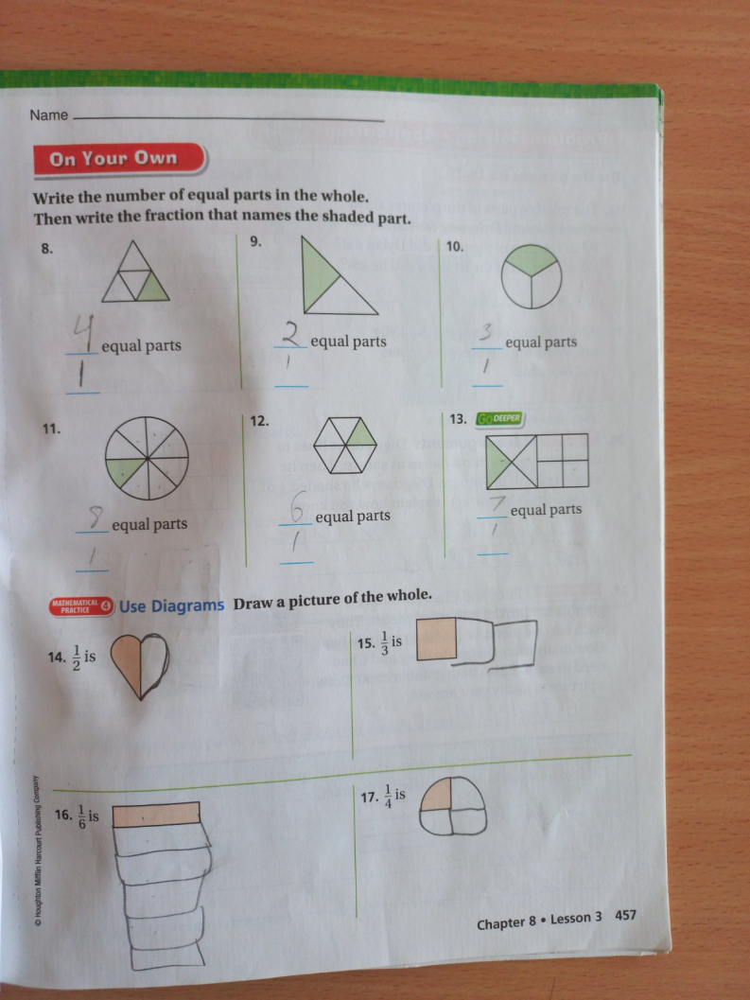 Name
On Your Own
Write the number of equal parts in the whole.
Then write the fraction that names the shaded part.
8.
4 equal parts
1
9.
2 equal parts
1
10.
3 equal parts
1
11.
8 equal parts
1
12.
6 equal parts
1
13. Go DEEPER
7 equal parts
1
MATHEMATICAL PRACTICE 4 Use Diagrams Draw a picture of the whole.
14. 1/2 is
15. 1/3 is
16. 1/6 is
17. 1/4 is
© Houghton Mifflin Harcourt Publishing Company
Chapter 8 • Lesson 3 457